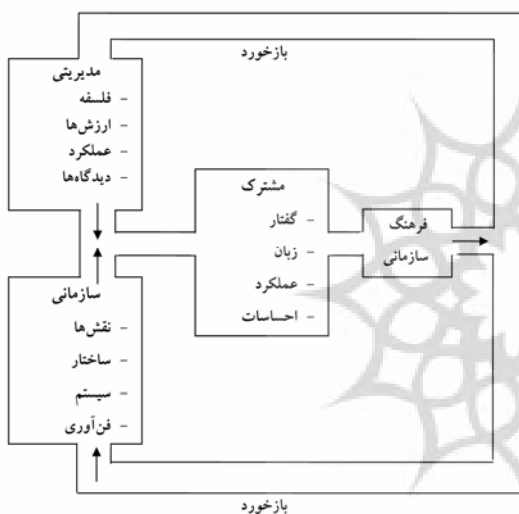 بازخورد
مدیریتی
- فلسفه
- ارزش‌ها
- عملکرد
- دیدگاه‌ها
مشترک
- گفتار
- زبان
- عملکرد
- احساسات
فرهنگ
سازمانی
سازمانی
- نقش‌ها
- ساختار
- سیستم
- فن‌آوری
بازخورد